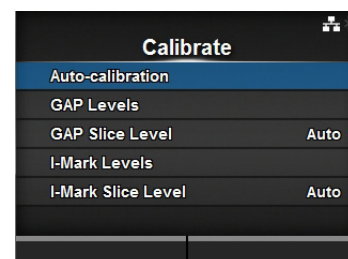 Calibrate
Auto-calibration
GAP Levels
GAP Slice Level Auto
I-Mark Levels
I-Mark Slice Level Auto